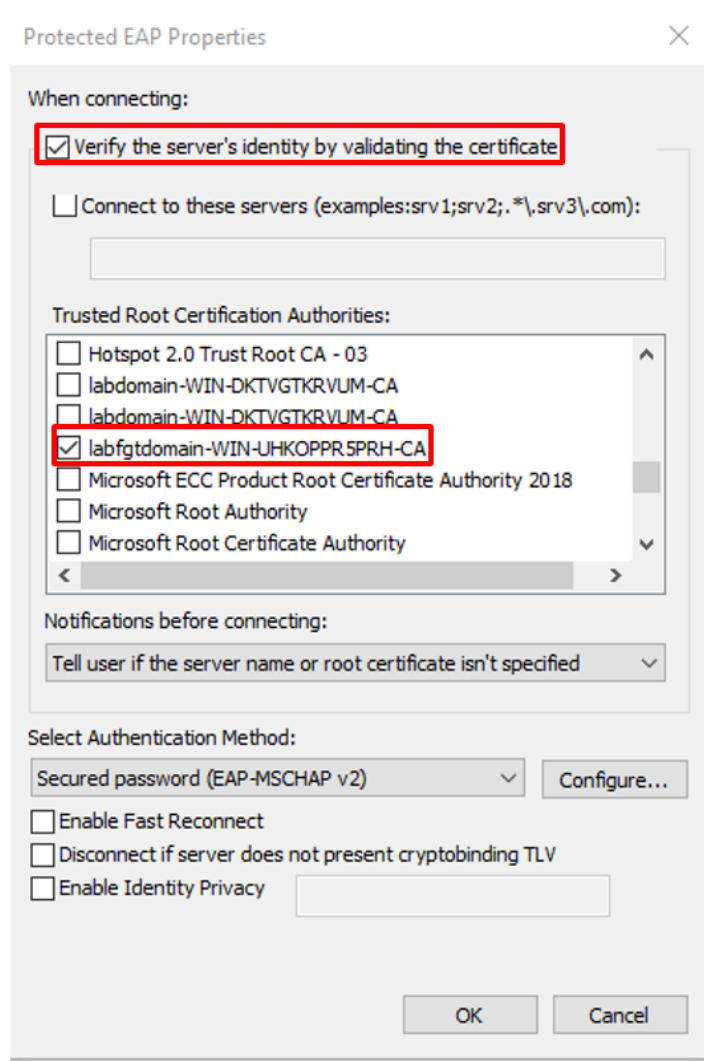 Protected EAP Properties
When connecting:
Verify the server's identity by validating the certificate
Connect to these servers (examples:srv1;srv2;.*\.srv3\.com):
Trusted Root Certification Authorities:
Hotspot 2.0 Trust Root CA - 03
labdomain-WIN-DKTVGTKRVUM-CA
labdomain-WIN-DKTVGTKRVUM-CA
labfgtdomain-WIN-UHKOPPR5PRH-CA
Microsoft ECC Product Root Certificate Authority 2018
Microsoft Root Authority
Microsoft Root Certificate Authority
Notifications before connecting:
Tell user if the server name or root certificate isn't specified
Select Authentication Method:
Secured password (EAP-MSCHAP v2)
Configure...
Enable Fast Reconnect
Disconnect if server does not present cryptobinding TLV
Enable Identity Privacy
OK
Cancel